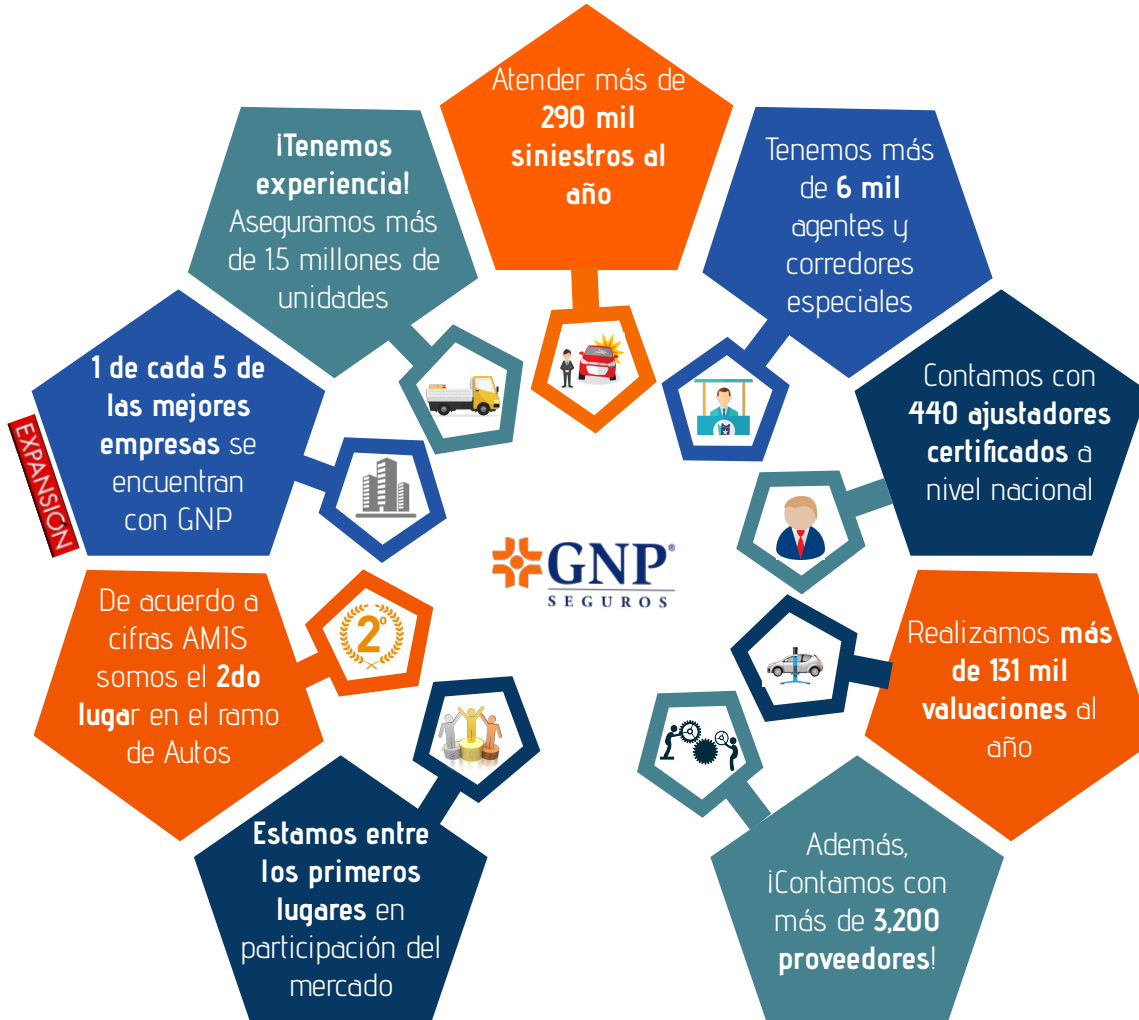 Atender más de
290 mil
siniestros al
año
¡Tenemos
experiencia!
Aseguramos más
de 1.5 millones de
unidades
Tenemos más
de 6 mil
agentes y
corredores
especiales
1 de cada 5 de
las mejores
empresas se
encuentran
con GNP
EXPANSIÓN
Contamos con
440 ajustadores
certificados a
nivel nacional
GNP®
SEGUROS
De acuerdo a
cifras AMIS
somos el 2do
lugar en el ramo
de Autos
2º
Realizamos más
de 131 mil
valuaciones al
año
Estamos entre
los primeros
lugares en
participación del
mercado
Además,
¡Contamos con
más de 3,200
proveedores!